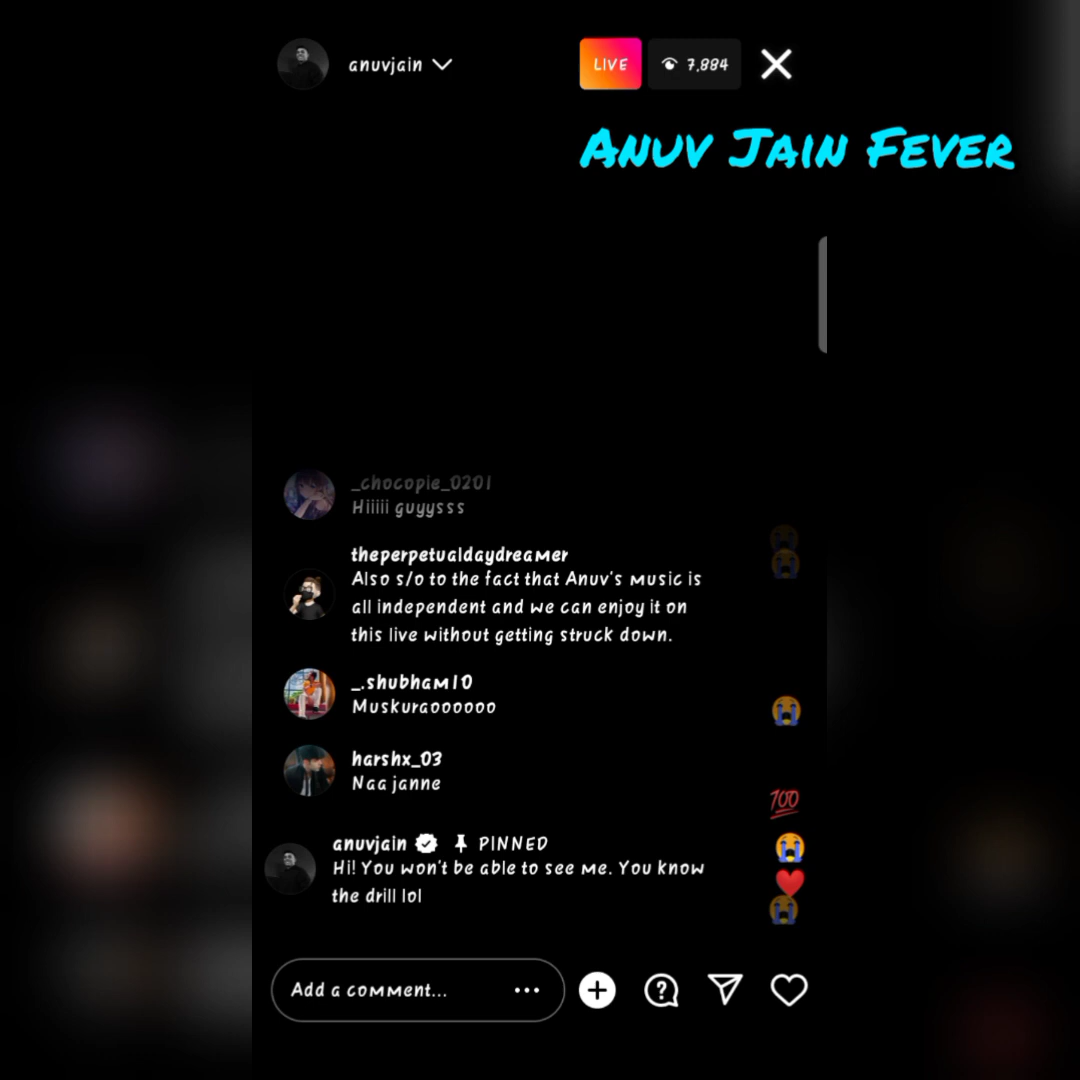 anuvjain
LIVE
7,884
Anuv Jain Fever
_chocopie_0201
Hiiiii guyysss
theperpetualdaydreamer
Also s/o to the fact that Anuv's music is
all independent and we can enjoy it on
this live without getting struck down.
_.shubham10
Muskuraoooooo
harshx_03
Naa janne
anuvjain PINNED
Hi! You won't be able to see me. You know
the drill lol
Add a comment...